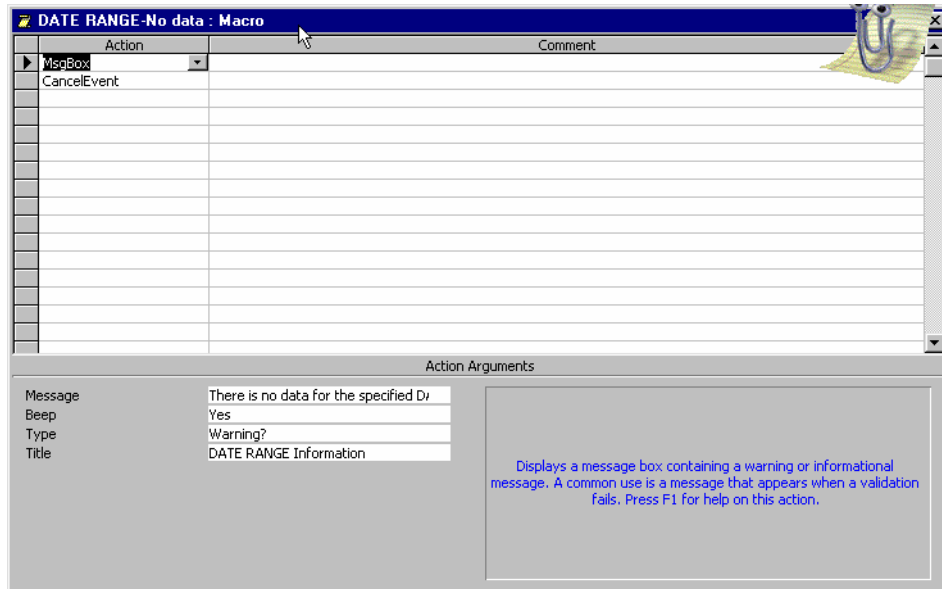 DATE RANGE-No data : Macro
Action Comment
MsgBox
CancelEvent
Action Arguments
Message There is no data for the specified
Beep Yes
Type Warning?
Title DATE RANGE Information
Displays a message box containing a warning or informational
message. A common use is a message that appears when a validation
fails. Press F1 for help on this action.